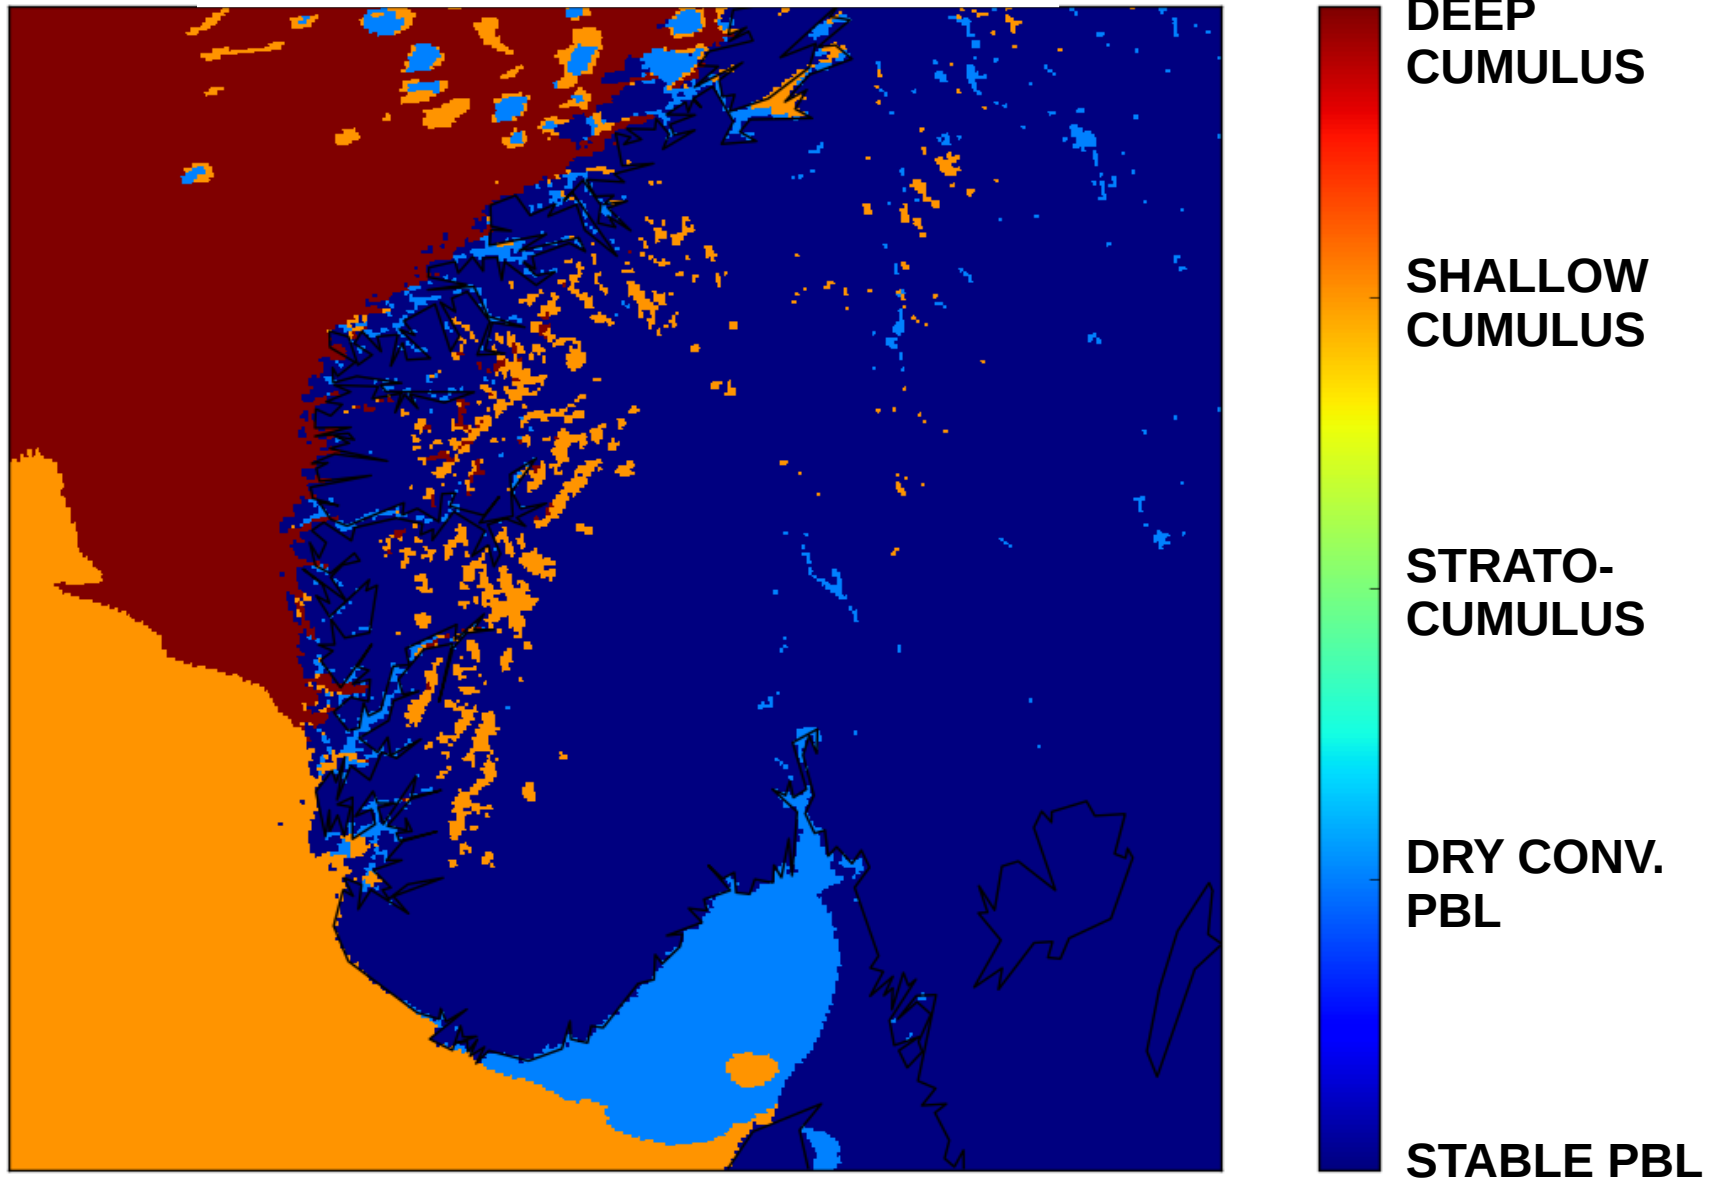 DEEP
CUMULUS
SHALLOW
CUMULUS
STRATO-
CUMULUS
DRY CONV.
PBL
STABLE PBL